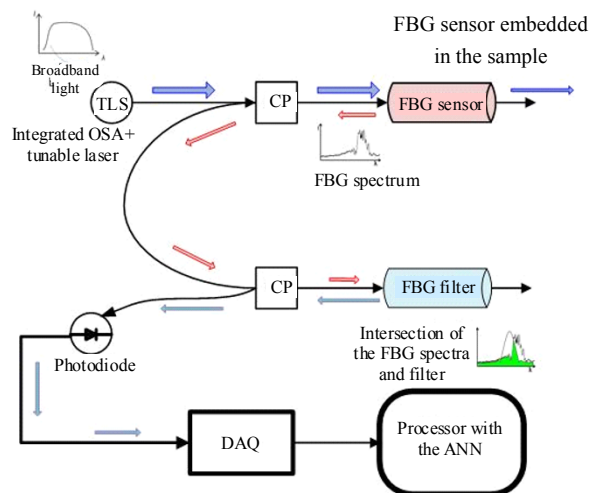 FBG sensor embedded
in the sample
Broadband
light
TLS
CP
FBG sensor
Integrated OSA+
tunable laser
FBG spectrum
CP
FBG filter
Intersection of
the FBG spectra
and filter
Photodiode
DAQ
Processor with
the ANN